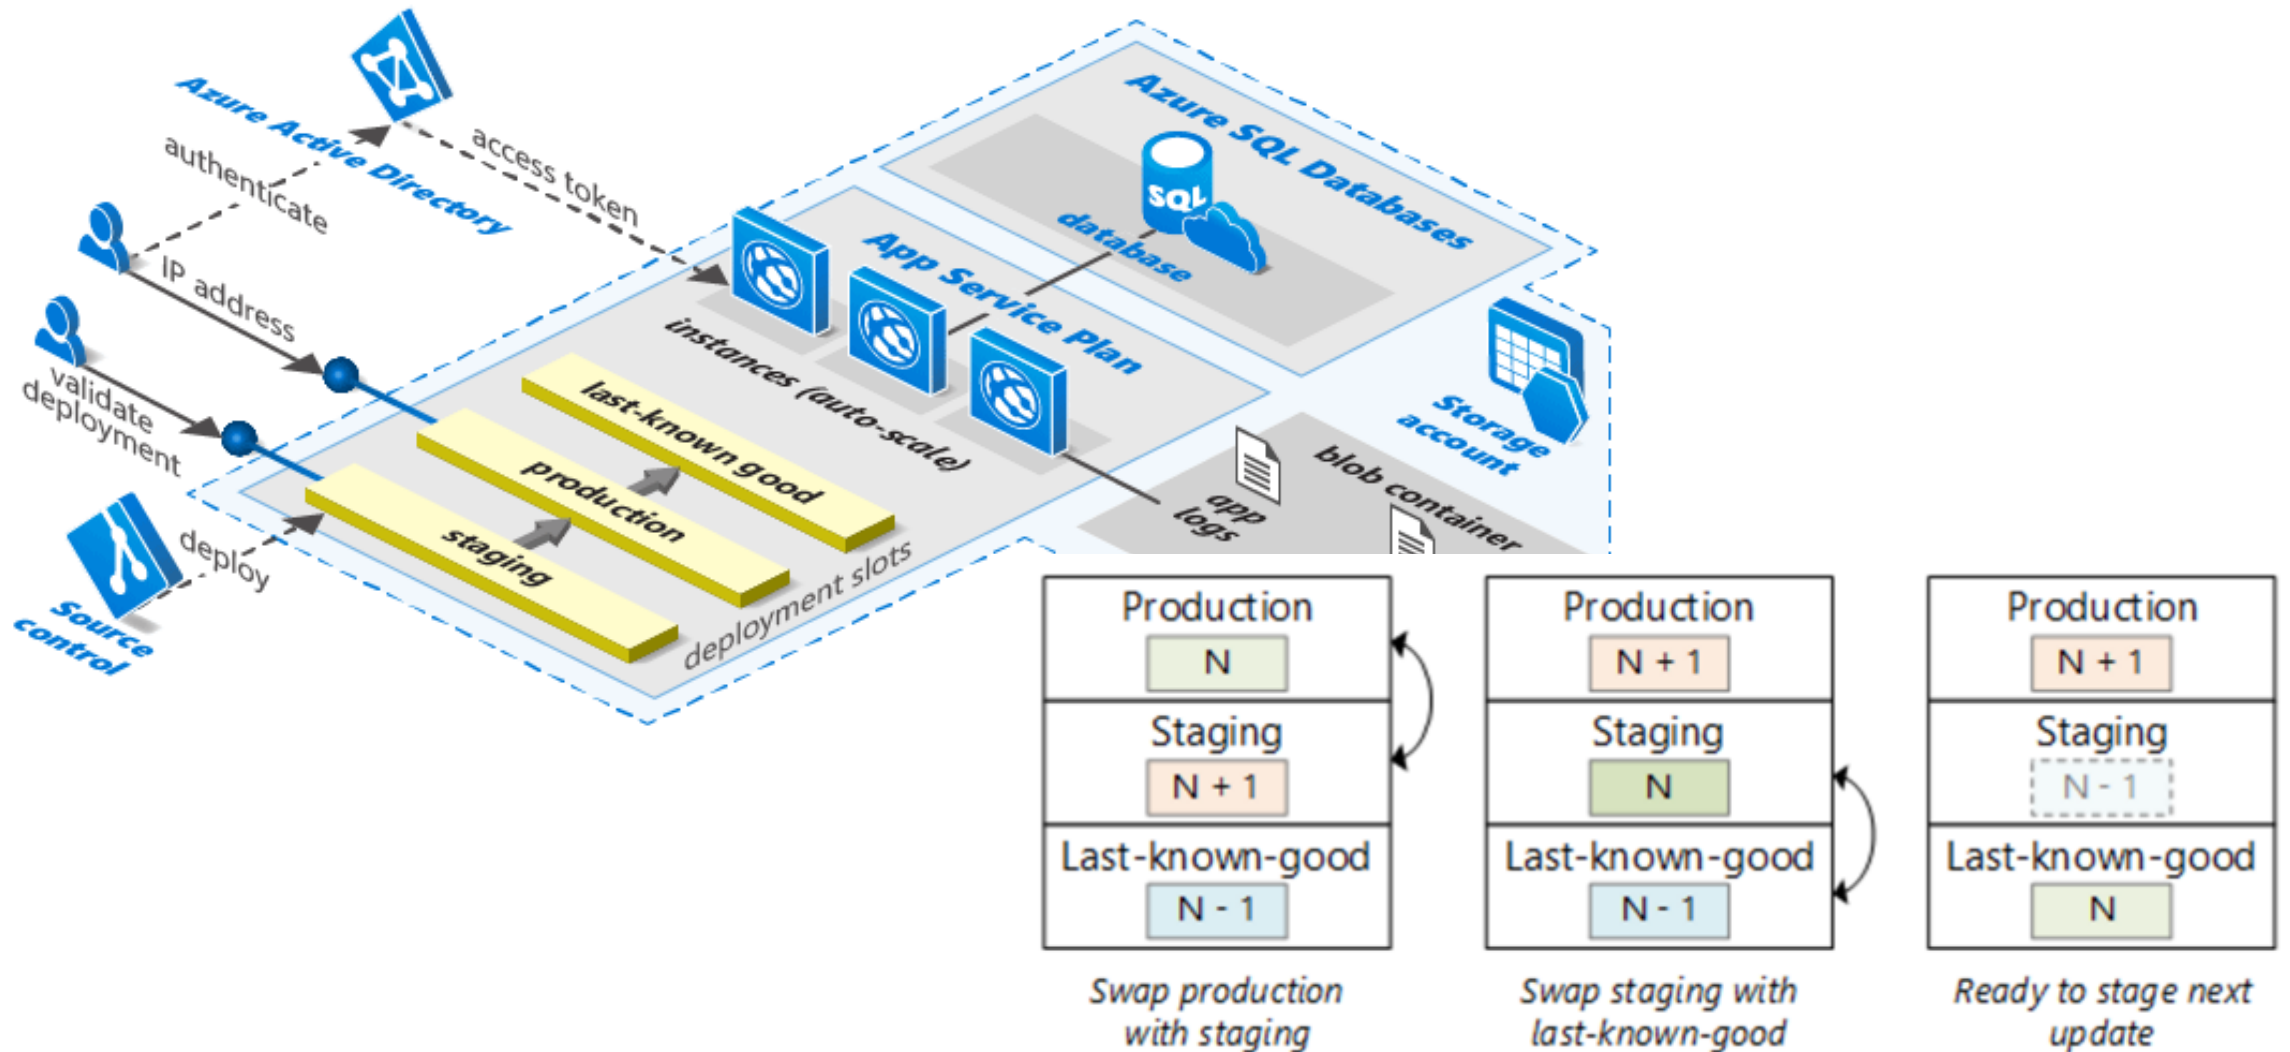 Azure Active Directory
authenticate
access token
IP address
validate
deployment
Source
control
deploy
Azure SQL Databases
SQL
database
App Service Plan
instances (auto-scale)
last-known good
production
staging
deployment slots
Storage
account
blob container
app
logs
Production
N
Staging
N + 1
Last-known-good
N - 1
Swap production
with staging
Production
N + 1
Staging
N
Last-known-good
N - 1
Swap staging with
last-known-good
Production
N + 1
Staging
N - 1
Last-known-good
N
Ready to stage next
update